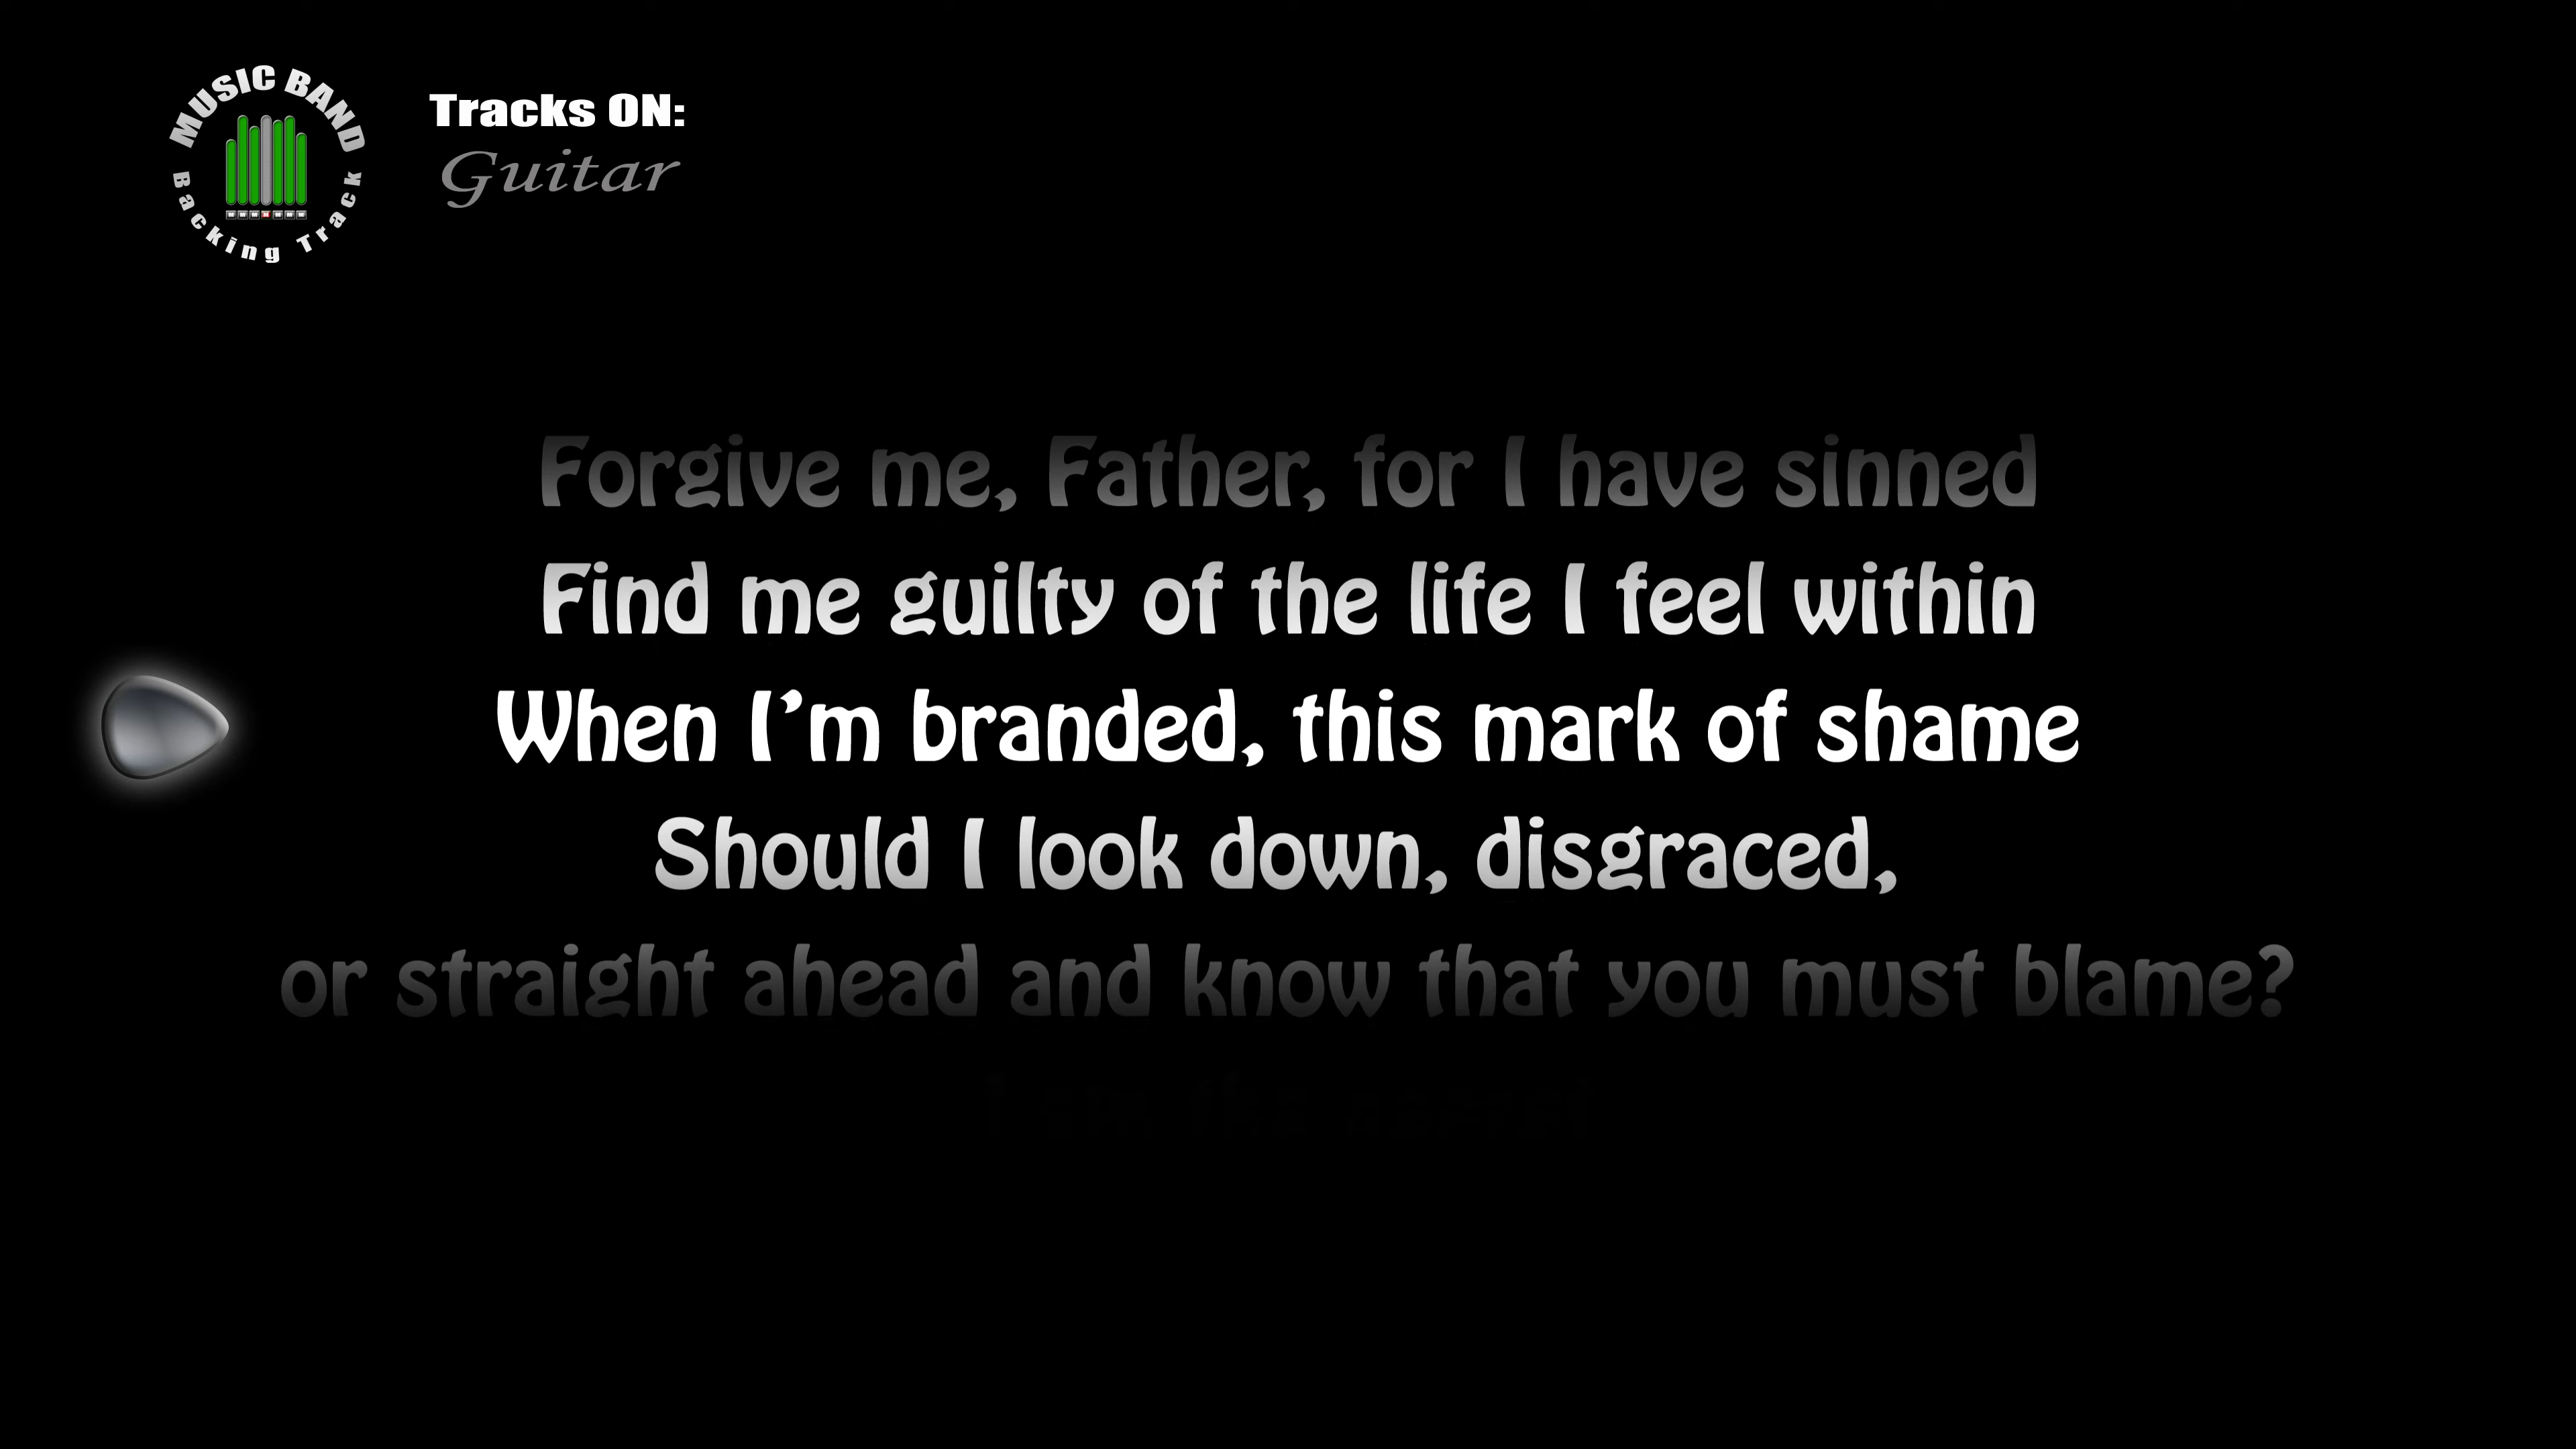 MUSIC BAND
Backing Track
Tracks ON:
Guitar
Forgive me, Father, for I have sinned
Find me guilty of the life I feel within
When I’m branded, this mark of shame
Should I look down, disgraced,
or straight ahead and know that you must blame?